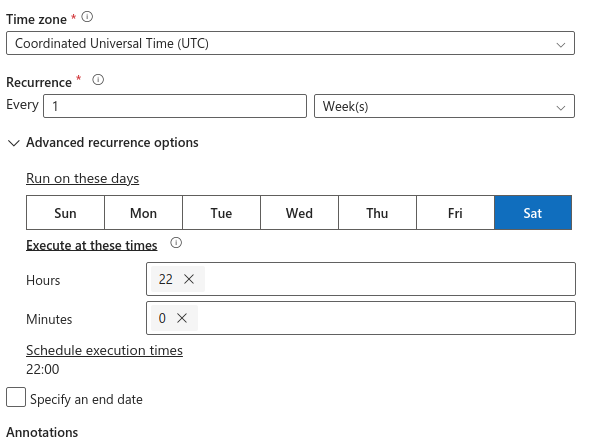 Time zone *
Coordinated Universal Time (UTC)
Recurrence *
Every 1 Week(s)
Advanced recurrence options
Run on these days
Sun Mon Tue Wed Thu Fri Sat
Execute at these times
Hours 22
Minutes 0
Schedule execution times
22:00
Specify an end date
Annotations